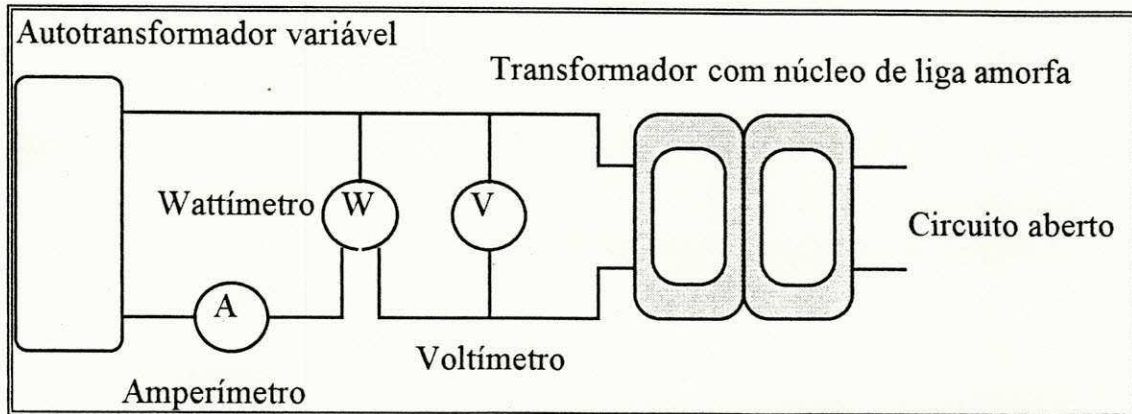 Autotransformador variável
Transformador com núcleo de liga amorfa
Wattímetro
W
V
Circuito aberto
A
Voltímetro
Amperímetro